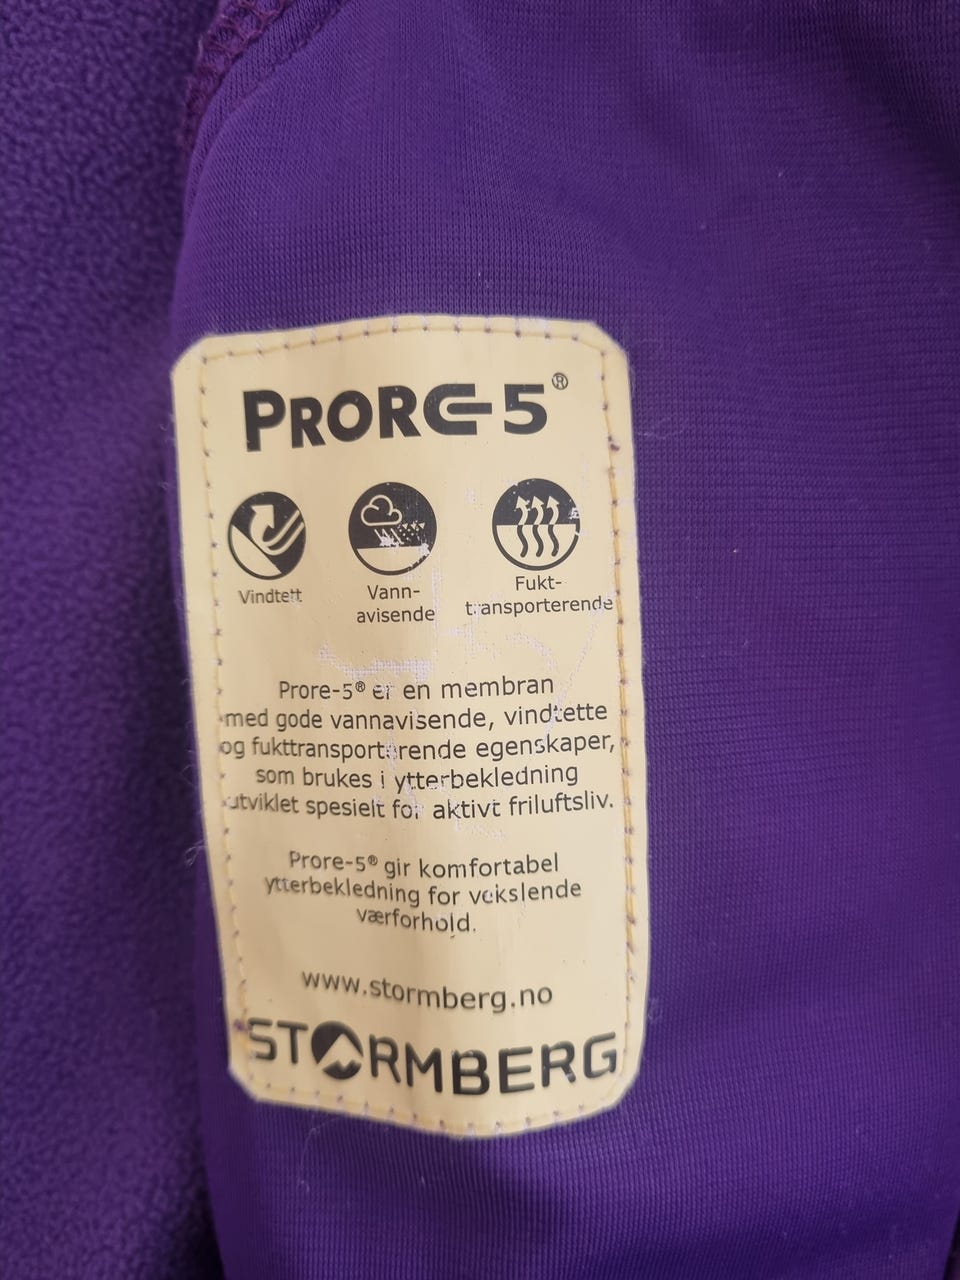 PRORE-5®
Vindtett
Vann-
avisende
Fukt-
transporterende
Prore-5® er en membran
med gode vannavisende, vindtette
og fukttransporterende egenskaper,
som brukes i ytterbekledning
utviklet spesielt for aktivt friluftsliv.
Prore-5® gir komfortabel
ytterbekledning for vekslende
værforhold.
www.stormberg.no
STORMBERG